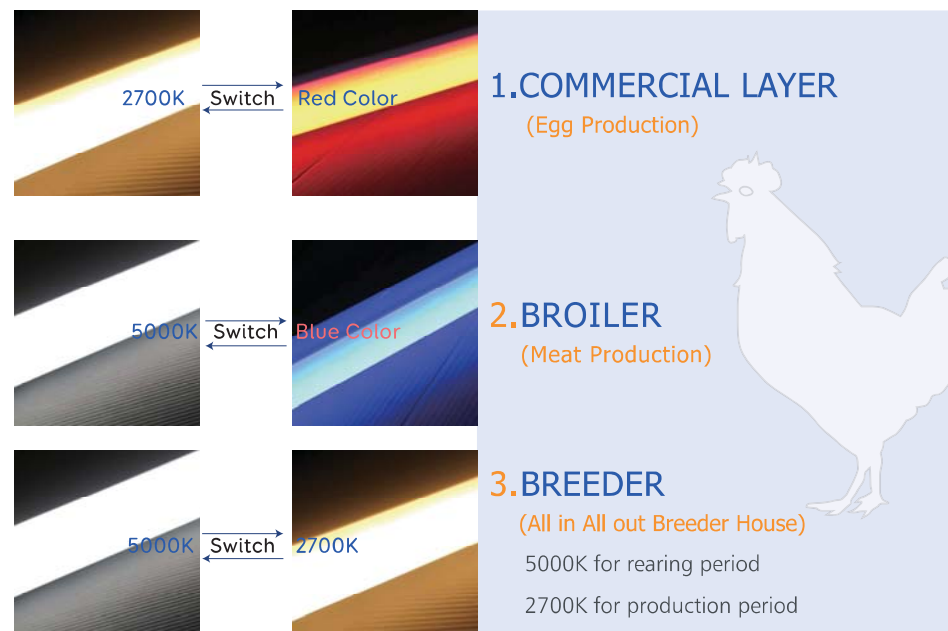 2700K Switch Red Color
1.COMMERCIAL LAYER
(Egg Production)
5000K Switch Blue Color
2.BROILER
(Meat Production)
5000K Switch 2700K
3.BREEDER
(All in All out Breeder House)
5000K for rearing period
2700K for production period